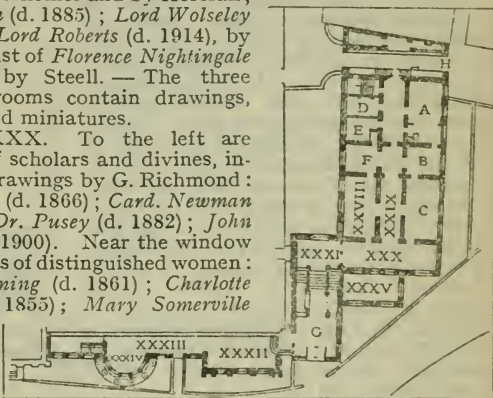 (d. 1885) ; Lord Wolseley
Lord Roberts (d. 1914), by
ust of Florence Nightingale
by Steell. — The three
rooms contain drawings,
d miniatures.
XXX. To the left are
f scholars and divines, in-
rawings by G. Richmond :
(d. 1866) ; Card. Newman
Dr. Pusey (d. 1882) ; John
1900). Near the window
s of distinguished women :
ning (d. 1861) ; Charlotte
1855) ; Mary Somerville
H
D
A
E
F
B
XXVIII
XXIX
C
XXXI
XXX
XXXV
G
XXXIII
XXXIV
XXXII